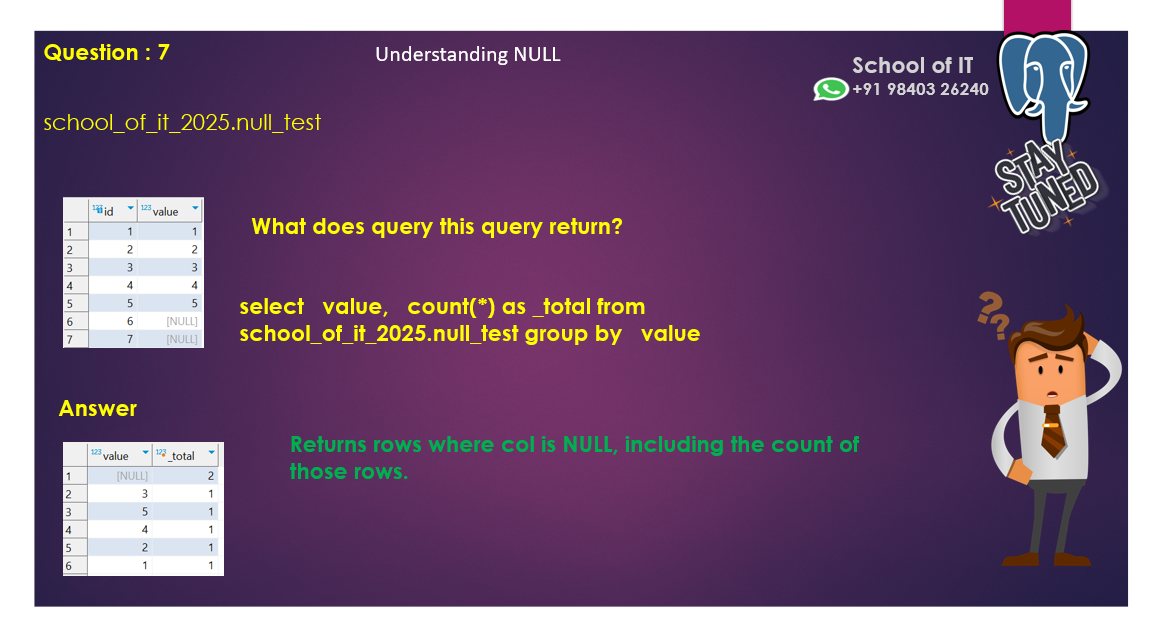 Question : 7
Understanding NULL
School of IT
+91 98403 26240
STAY
TUNED
school_of_it_2025.null_test
123 id 123 value
1 1 1
2 2 2
3 3 3
4 4 4
5 5 5
6 6 [NULL]
7 7 [NULL]
What does query this query return?
select value, count(*) as _total from
school_of_it_2025.null_test group by value
??
Answer
123 value 123 _total
1 [NULL] 2
2 3 1
3 5 1
4 4 1
5 2 1
6 1 1
Returns rows where col is NULL, including the count of
those rows.